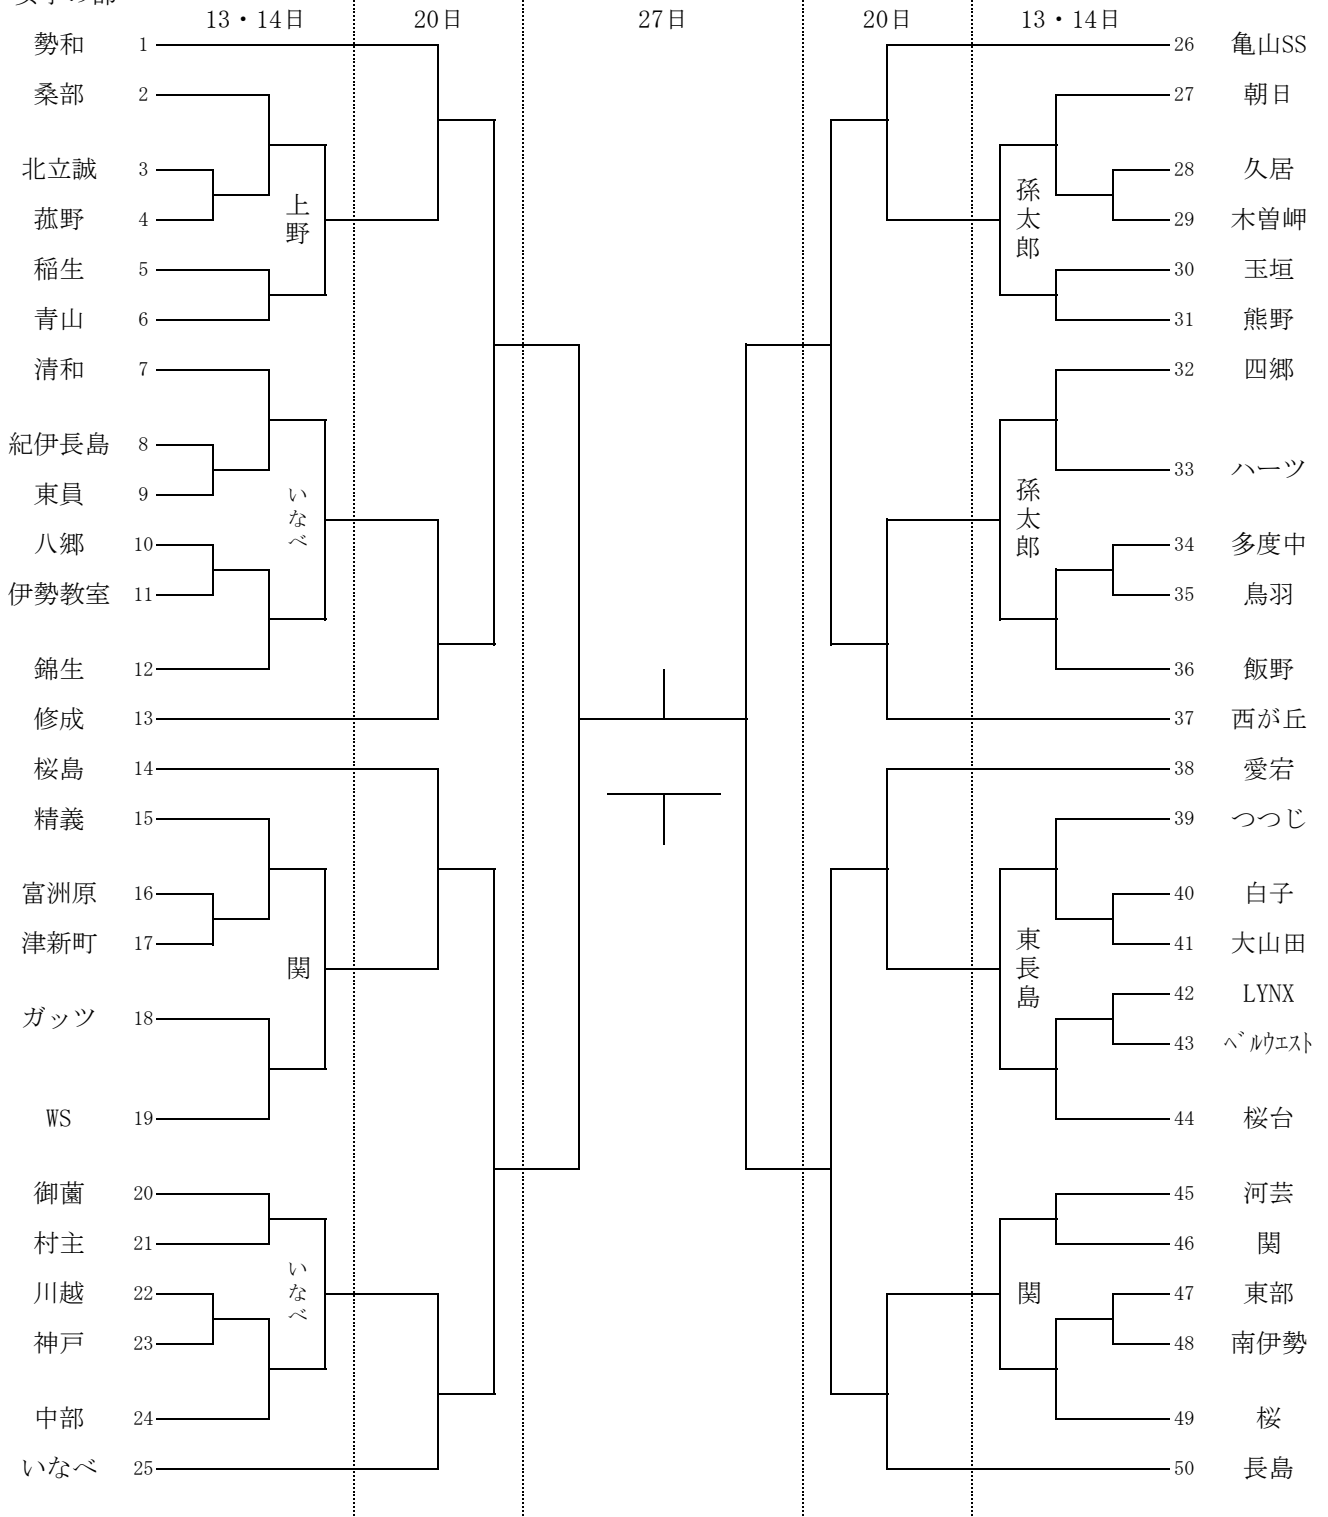 13・14日 20日 27日 20日 13・14日
勢和 1
桑部 2
北立誠 3
菰野 4
稲生 5
青山 6
清和 7
紀伊長島 8
東員 9
八郷 10
伊勢教室 11
錦生 12
修成 13
桜島 14
精義 15
富洲原 16
津新町 17
ガッツ 18
WS 19
御薗 20
村主 21
川越 22
神戸 23
中部 24
いなべ 25
上野
いなべ
関
いなべ
孫太郎
孫太郎
東長島
関
26 亀山SS
27 朝日
28 久居
29 木曽岬
30 玉垣
31 熊野
32 四郷
33 ハーツ
34 多度中
35 鳥羽
36 飯野
37 西が丘
38 愛宕
39 つつじ
40 白子
41 大山田
42 LYNX
43 ベルウエスト
44 桜台
45 河芸
46 関
47 東部
48 南伊勢
49 桜
50 長島